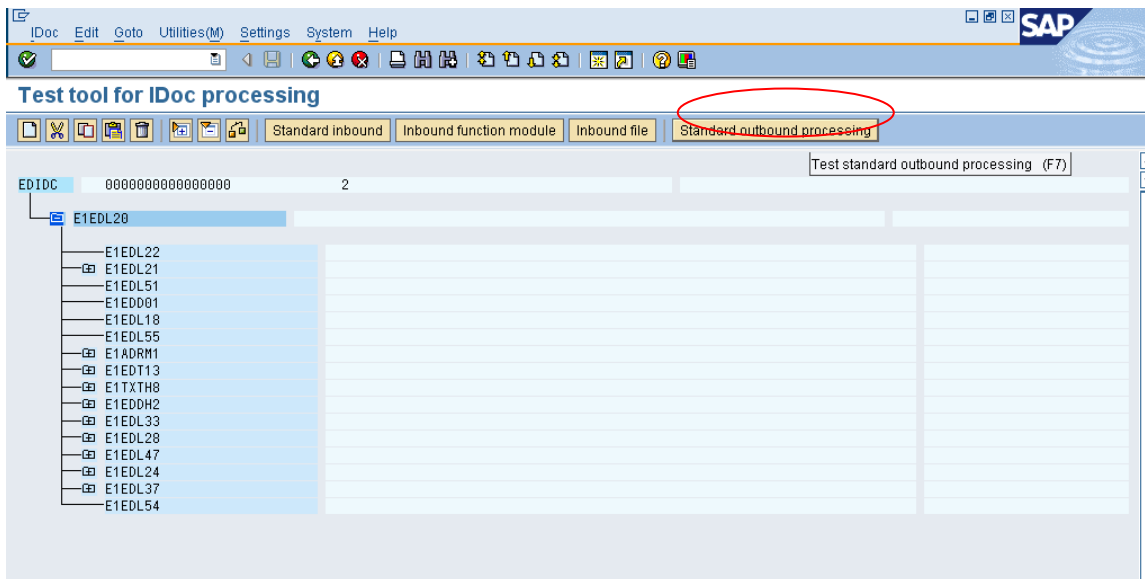 IDoc Edit Goto Utilities(M) Settings System Help
SAP
Test tool for IDoc processing
Standard inbound Inbound function module Inbound file Standard outbound processing
Test standard outbound processing (F7)
EDIDC 0000000000000000 2
E1EDL20
E1EDL22
E1EDL21
E1EDL51
E1EDD01
E1EDL18
E1EDL55
E1ADRM1
E1EDT13
E1TXTH8
E1EDDH2
E1EDL33
E1EDL28
E1EDL47
E1EDL24
E1EDL37
E1EDL54